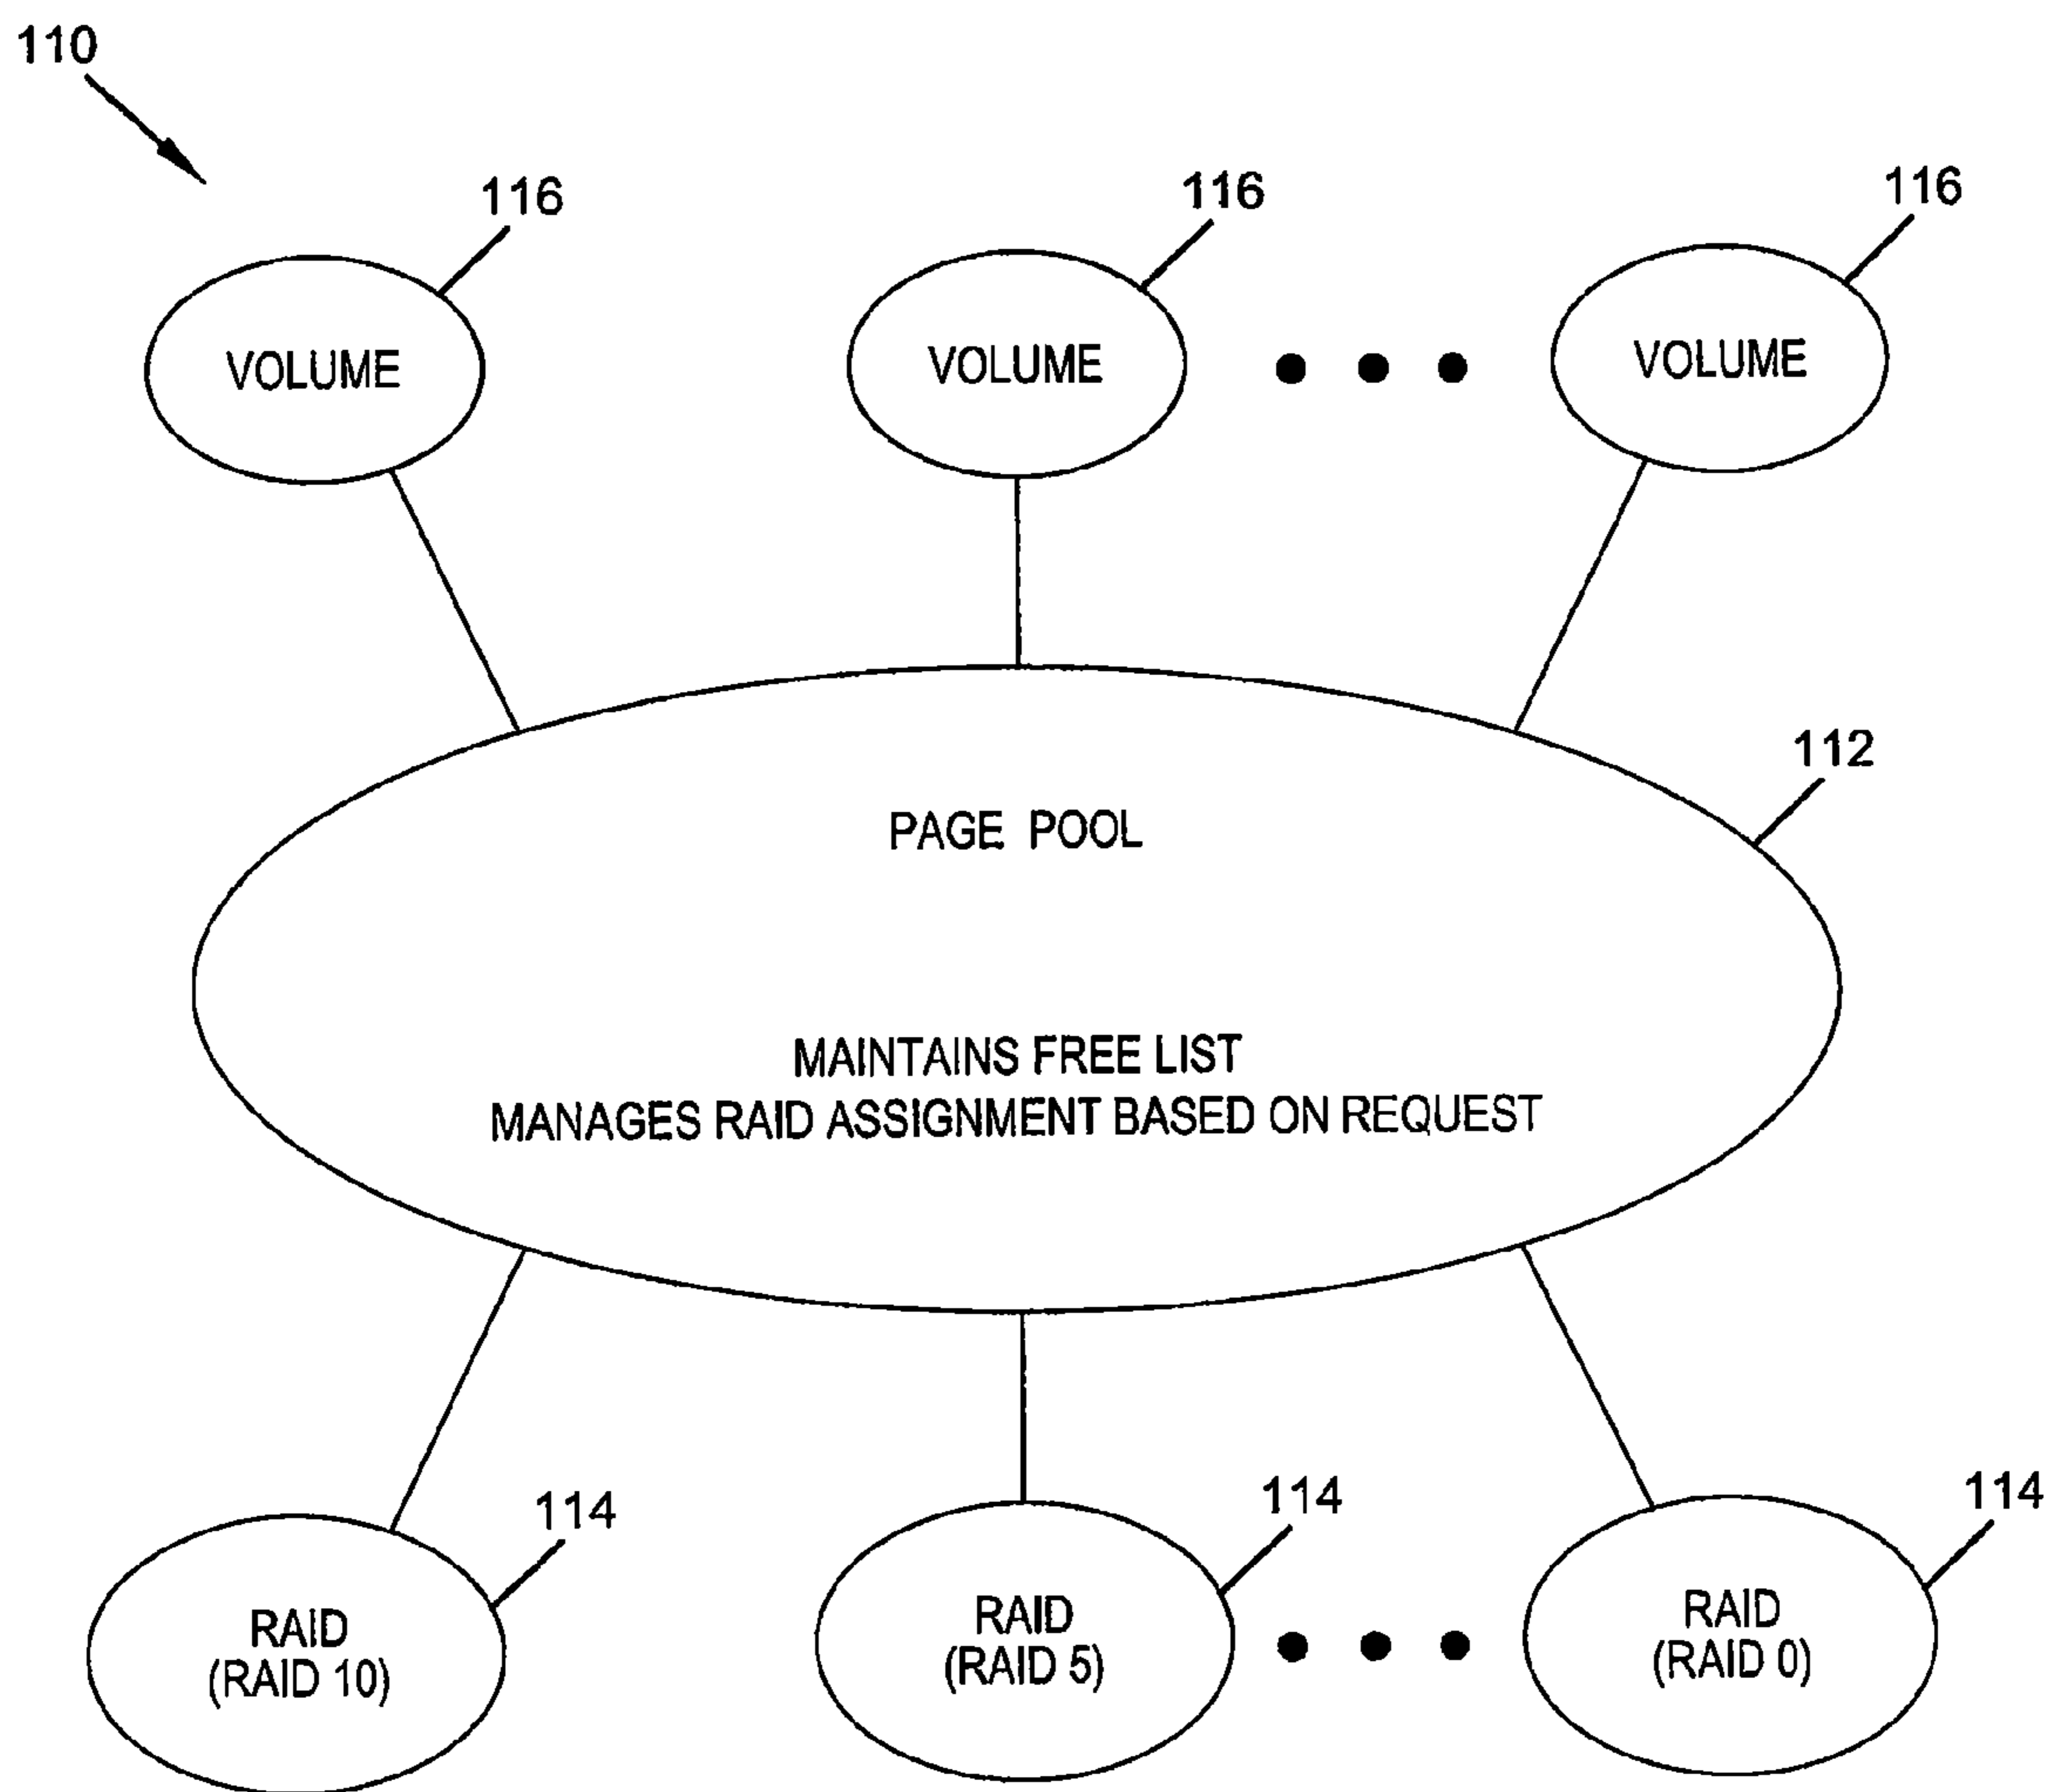 110
116
116
116
VOLUME
VOLUME
VOLUME
112
PAGE POOL
MAINTAINS FREE LIST
MANAGES RAID ASSIGNMENT BASED ON REQUEST
114
114
114
RAID
(RAID 10)
RAID
(RAID 5)
RAID
(RAID 0)